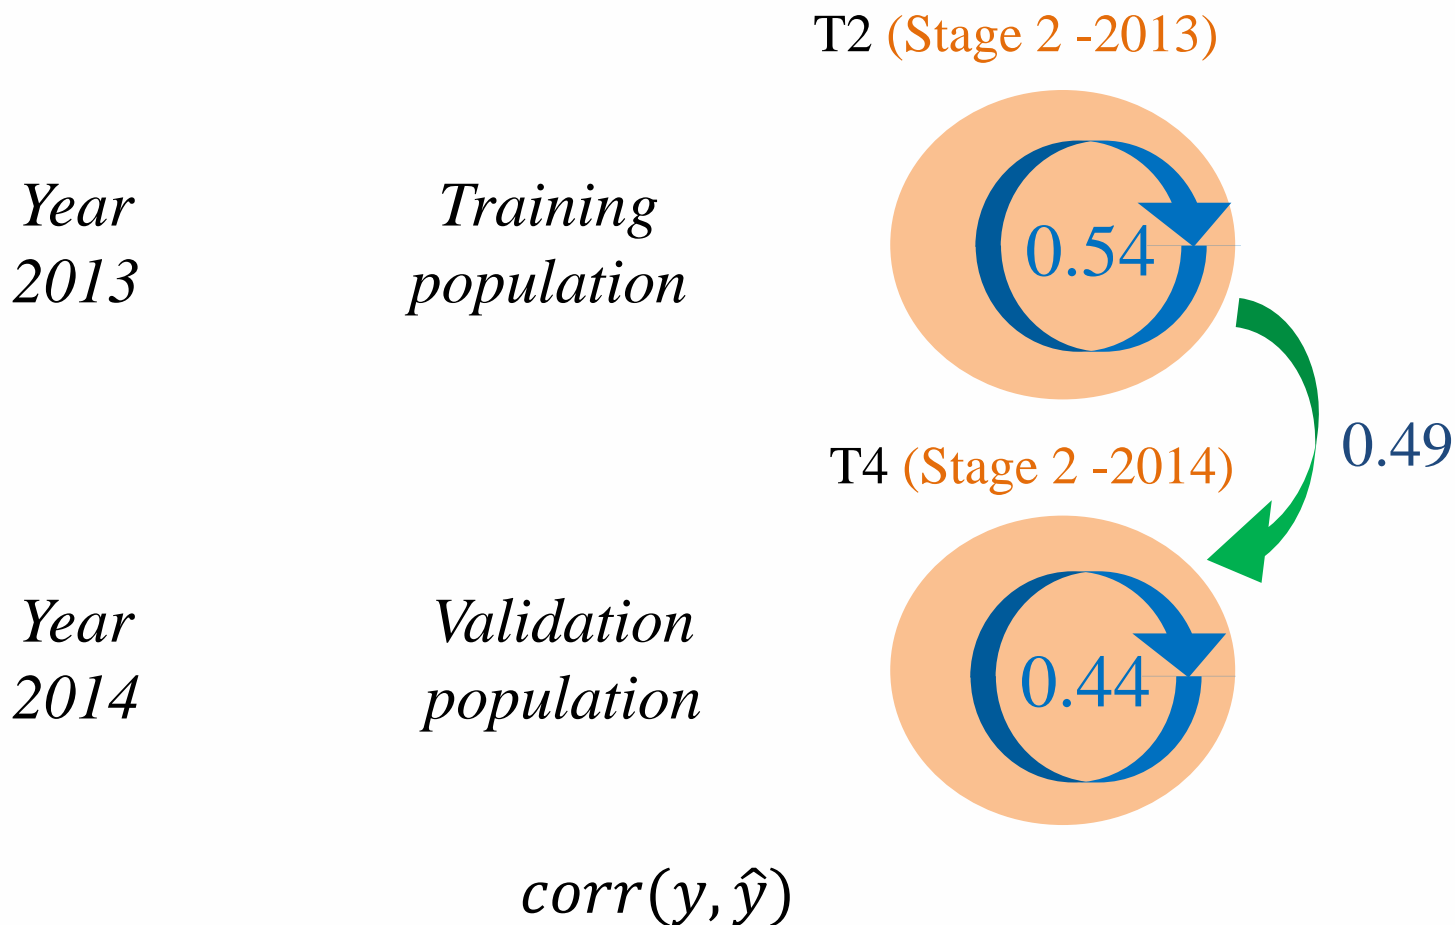 T2 (Stage 2 -2013)
Year
2013
Training
population
0.54
0.49
T4 (Stage 2 -2014)
Year
2014
Validation
population
0.44
corr(y, ŷ)